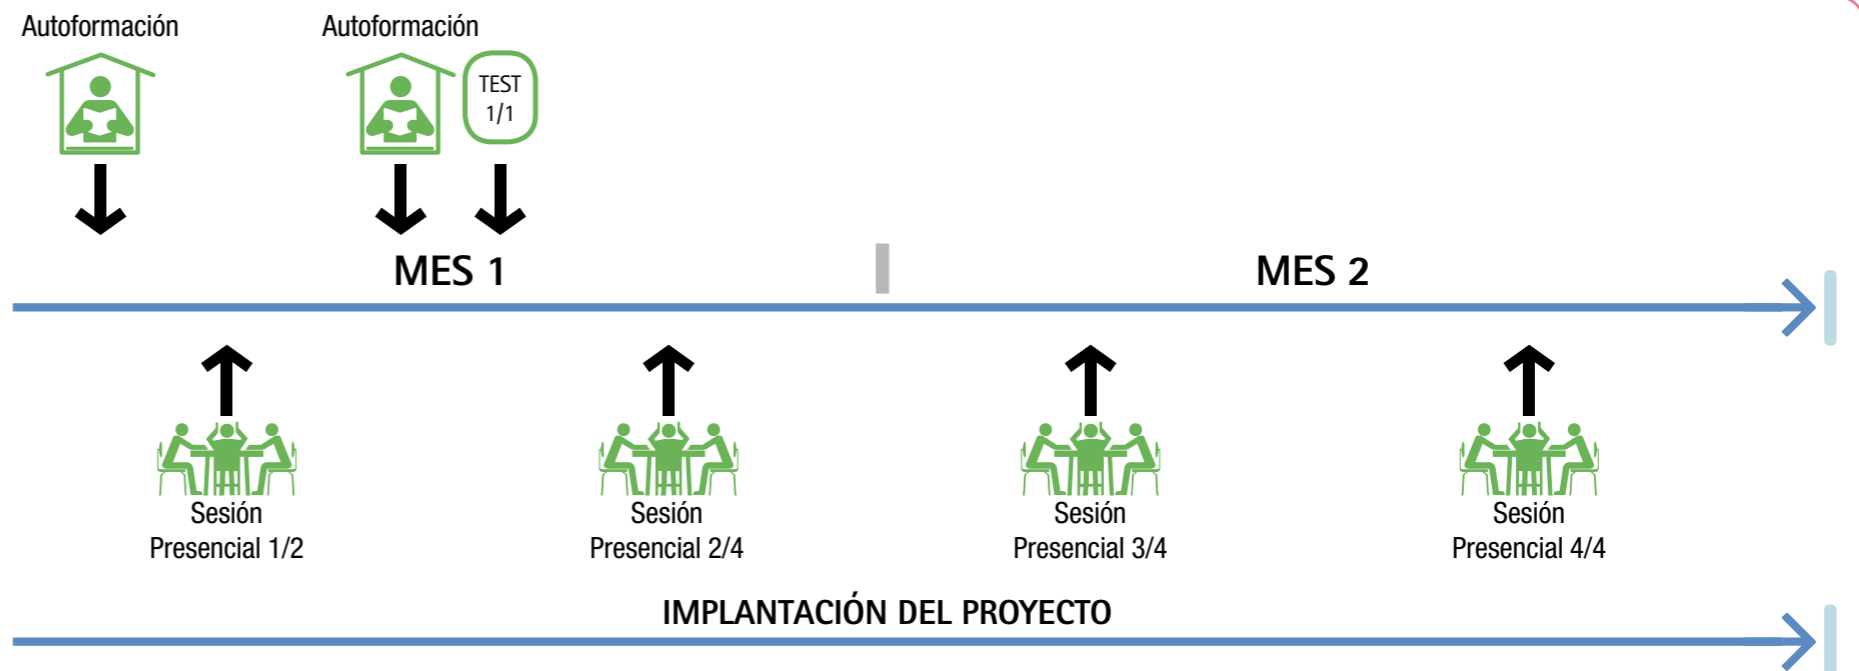 Autoformación
Autoformación
TEST
1/1
MES 1
MES 2
Sesión
Presencial 1/2
Sesión
Presencial 2/4
Sesión
Presencial 3/4
Sesión
Presencial 4/4
IMPLANTACIÓN DEL PROYECTO